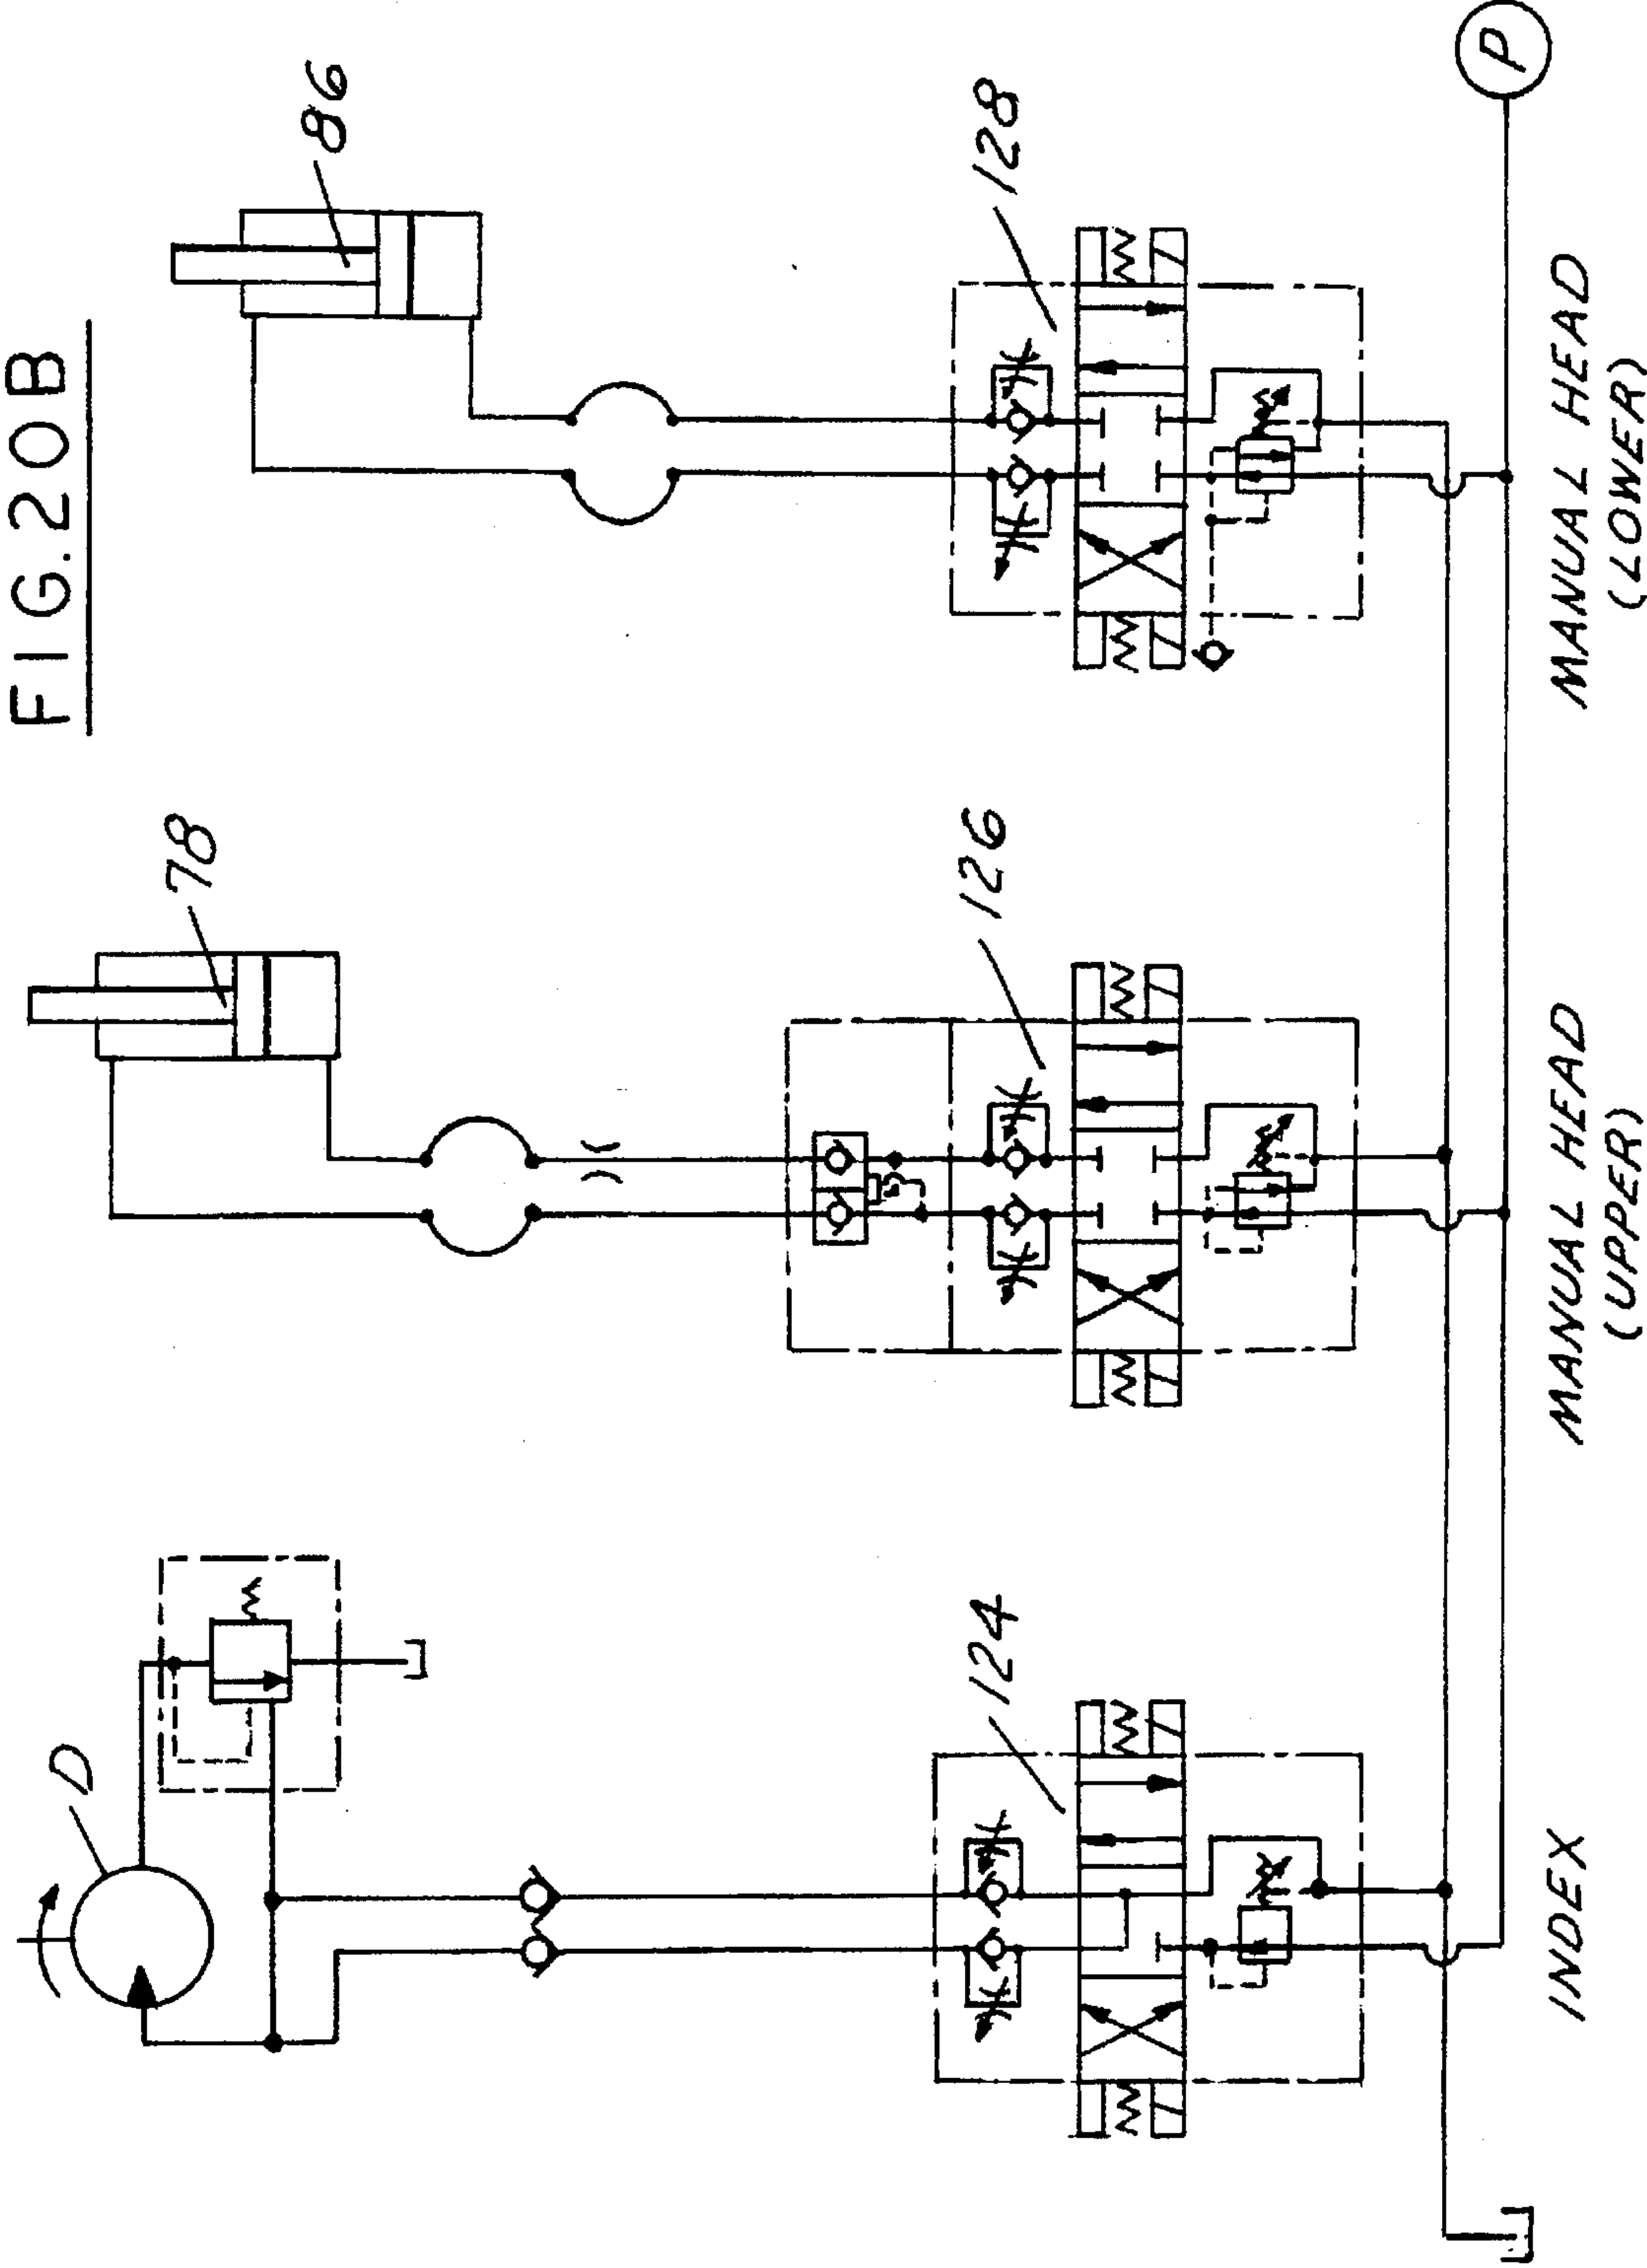 FIG.20B
D
78
86
124
126
128
P
INDEX
MANUAL HEAD
(UPPER)
MANUAL HEAD
(LOWER)